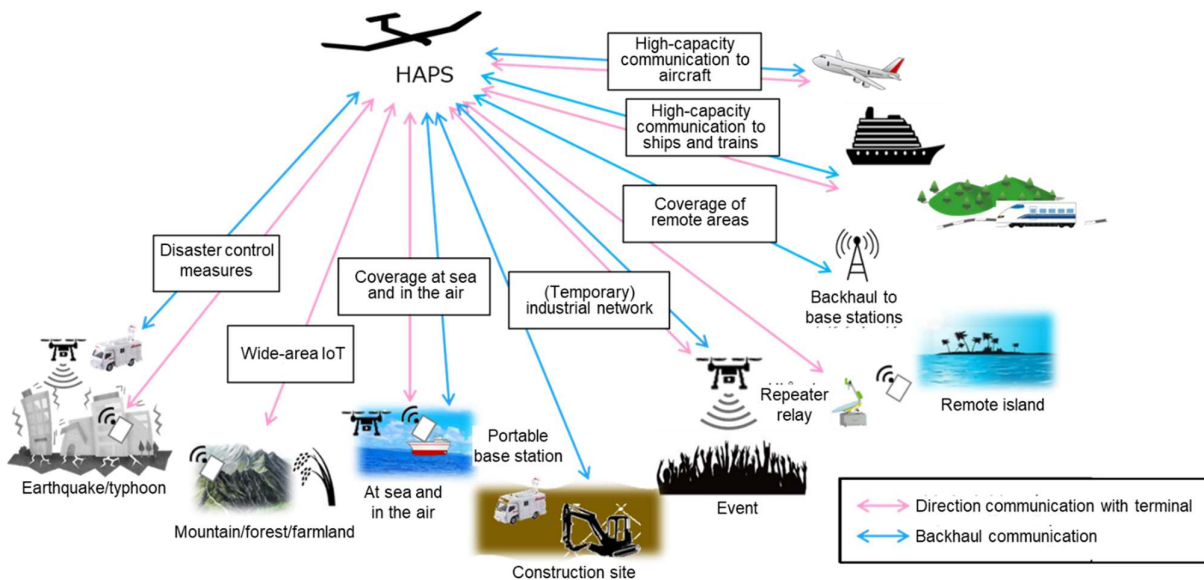 HAPS
High-capacity
communication to
aircraft
High-capacity
communication to
ships and trains
Coverage
of remote areas
Disaster control
measures
Coverage at sea
and in the air
(Temporary)
industrial network
Wide-area IoT
Backhaul to
base stations
Repeater
relay
Remote island
Portable
base station
Earthquake/typhoon
Mountain/forest/farmland
At sea and
in the air
Construction site
Event
Direction communication with terminal
Backhaul communication